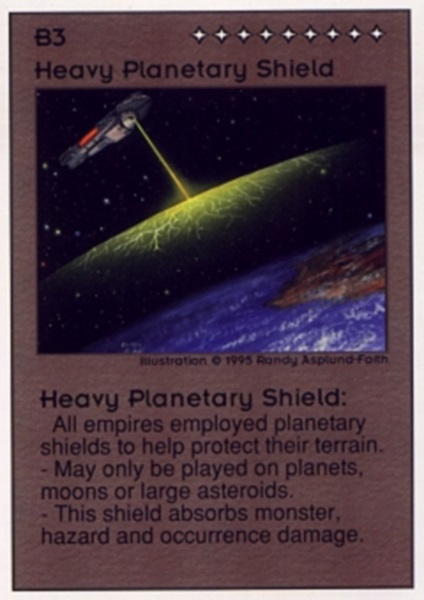 B3
Heavy Planetary Shield
Illustration © 1995 Randy Asplund-Faith
Heavy Planetary Shield:
All empires employed planetary
shields to help protect their terrain.
- May only be played on planets,
moons or large asteroids.
- This shield absorbs monster,
hazard and occurrence damage.